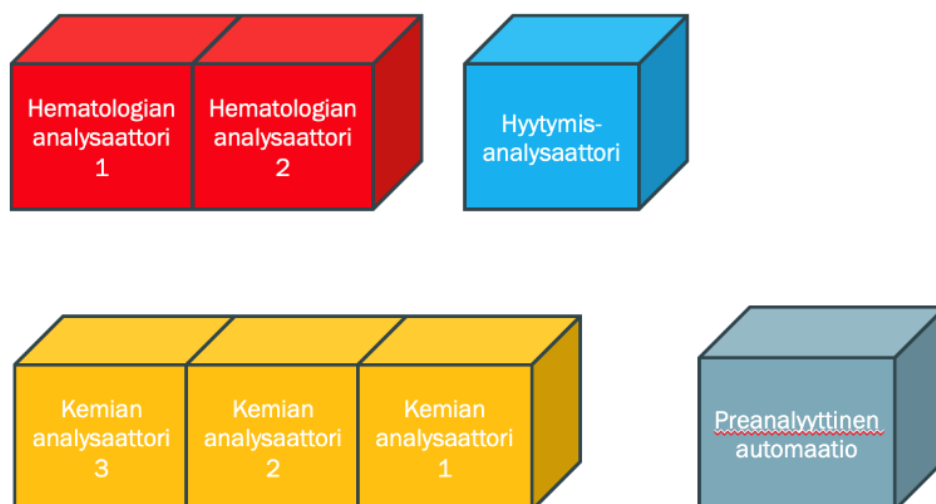 Hematologian
analysaattori
1
Hematologian
analysaattori
2
Hyytymis-
analysaattori
Kemian
analysaattori
3
Kemian
analysaattori
2
Kemian
analysaattori
1
Preanalyyttinen
automaatio